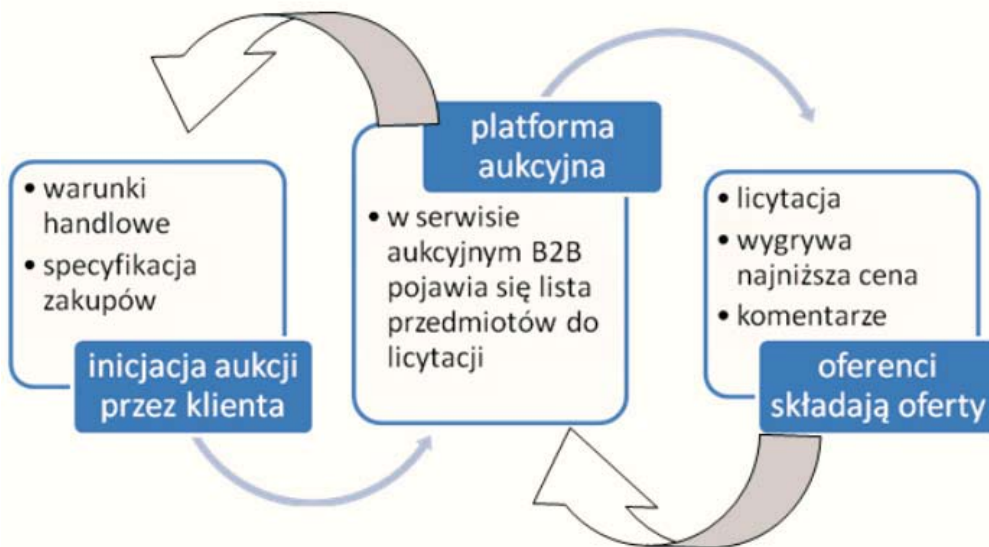 • warunki
handlowe
• specyfikacja
zakupów
inicjacja aukcji
przez klienta
platforma
aukcyjna
• w serwisie
aukcyjnym B2B
pojawia się lista
przedmiotów do
licytacji
• licytacja
• wygrywa
najniższa cena
• komentarze
oferenci
składają oferty